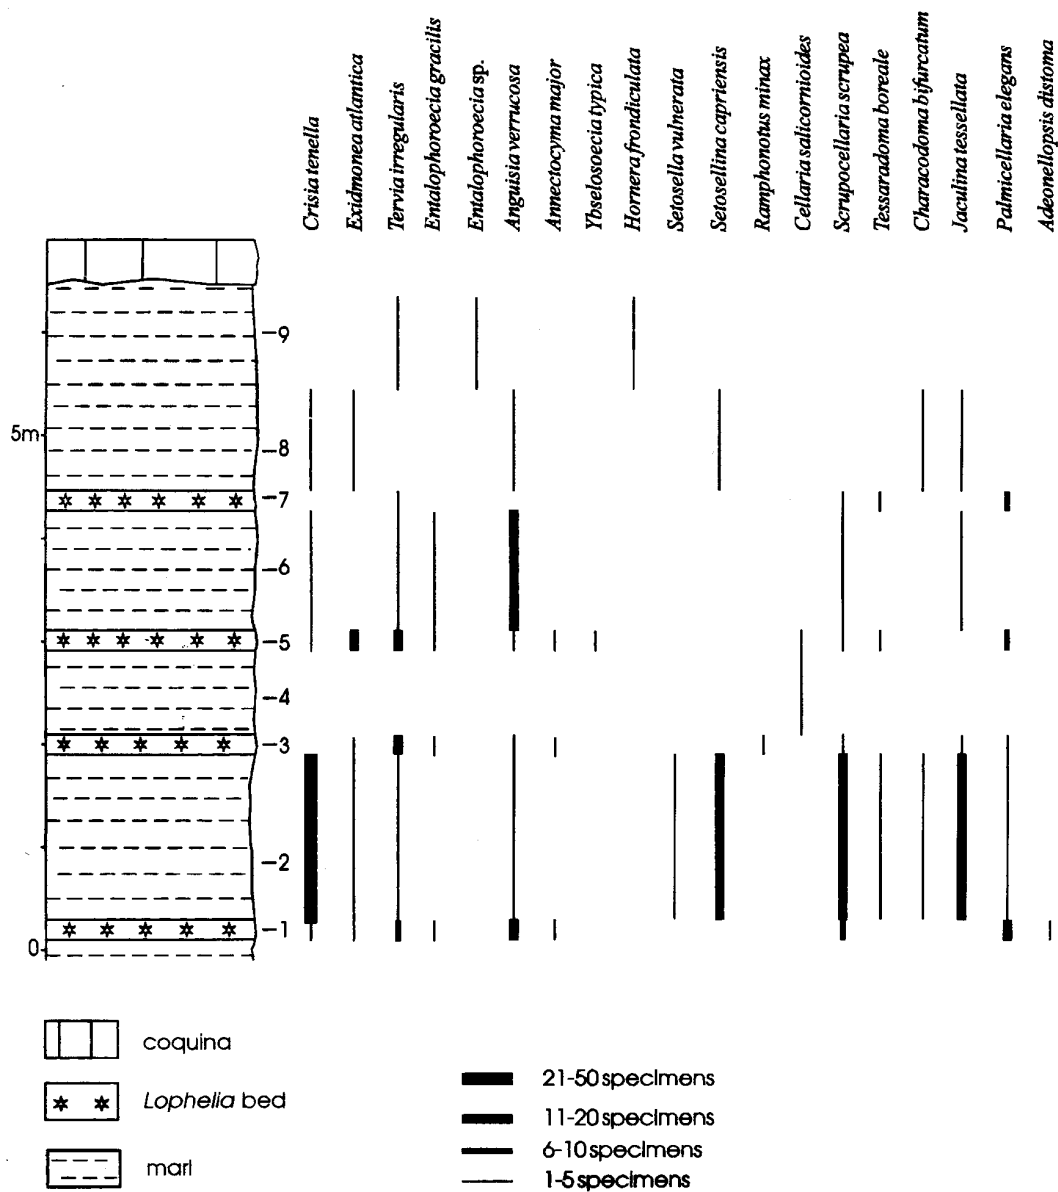 Crisia tenella
Exidmonea atlantica
Tervia irregularis
Entalophoroecia gracilis
Entalophoroecia sp.
Anguisia verrucosa
Annectocyma major
Ybselosoecia typica
Hornera frondiculata
Setosella vulnerata
Setosellina capriensis
Ramphonotus minax
Cellaria salicornioides
Scrupocellaria scrupea
Tessaradoma boreale
Characodoma bifurcatum
Jaculina tessellata
Palmicellaria elegans
Adeonellopsis distoma
9
5m
8
7
6
5
4
3
2
1
0
coquina
Lophelia bed
marl
21-50 specimens
11-20 specimens
6-10 specimens
1-5 specimens